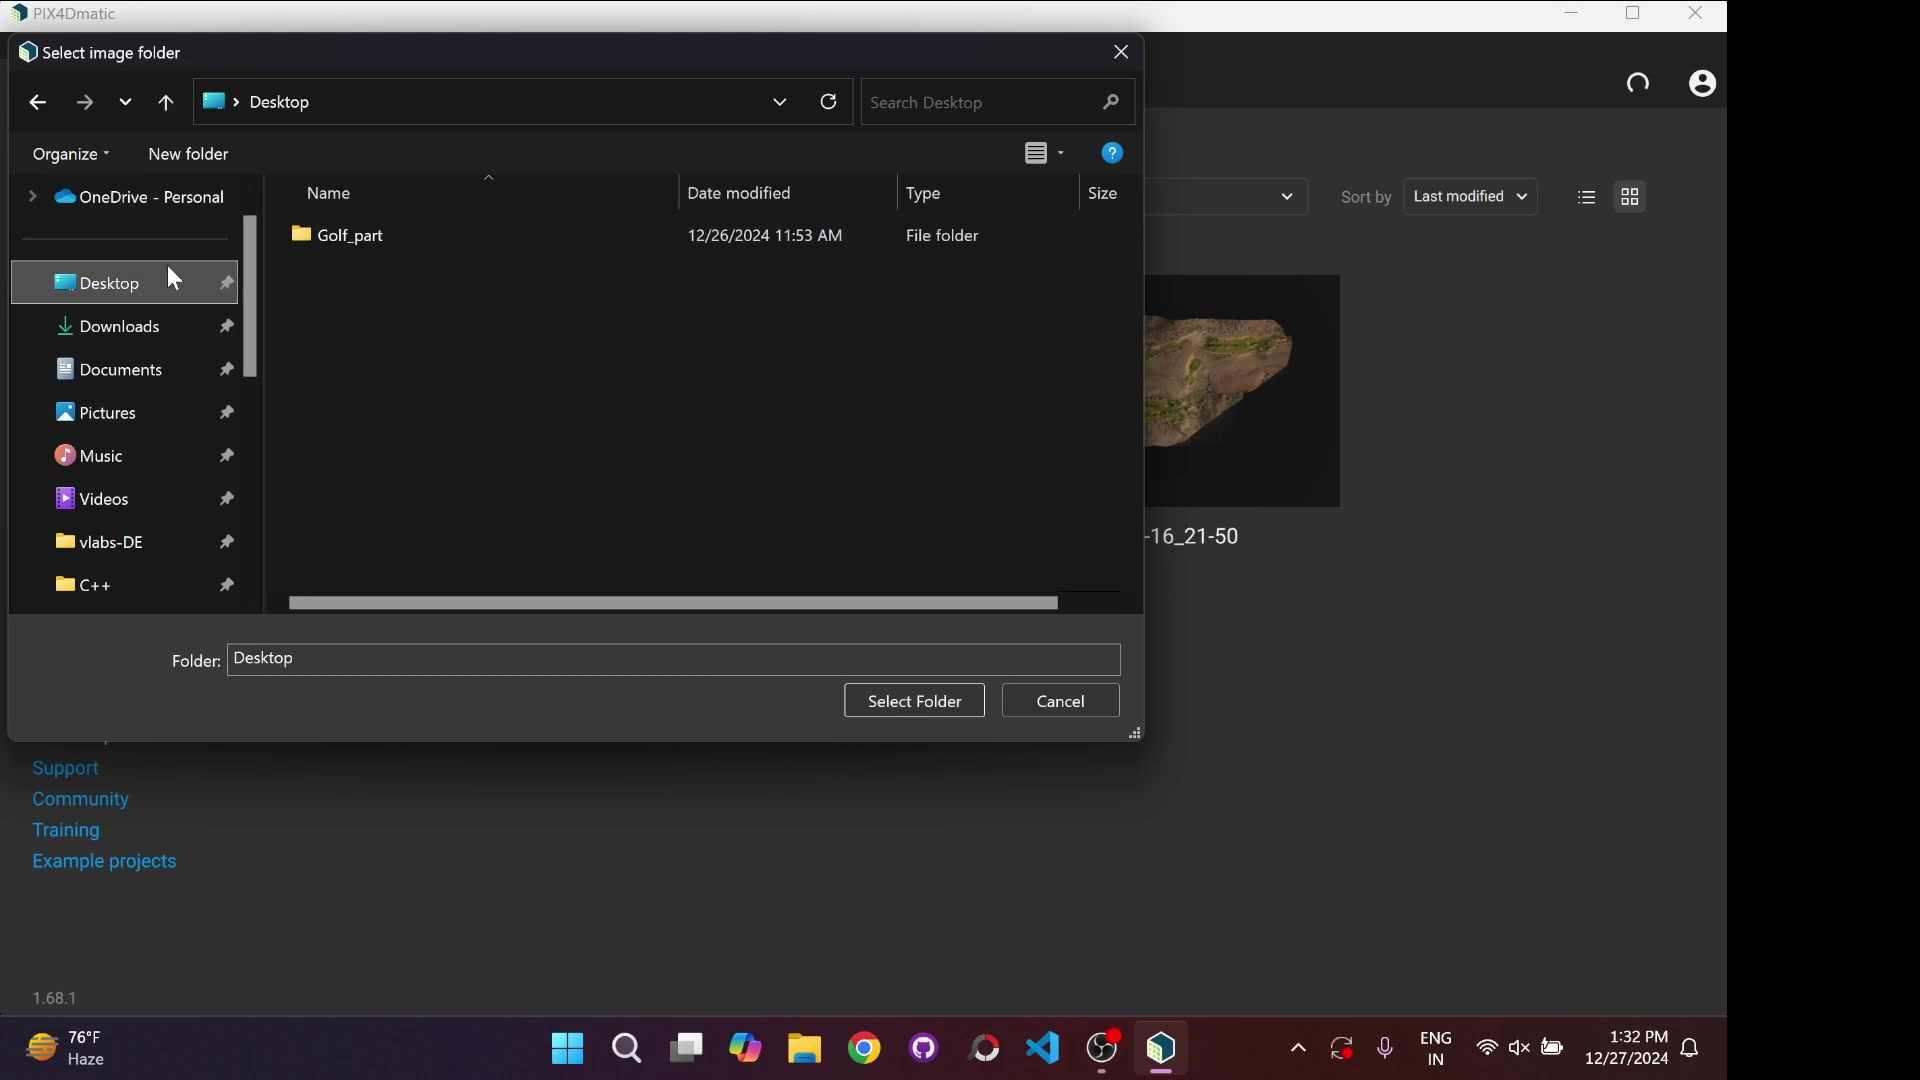 PIX4Dmatic
Select image folder
Desktop
Search Desktop
Organize
New folder
Name
Date modified
Type
Size
OneDrive - Personal
Golf_part
12/26/2024 11:53 AM
File folder
Desktop
Downloads
Documents
Pictures
Music
Videos
vlabs-DE
C++
Folder:
Desktop
Select Folder
Cancel
Sort by
Last modified
-16_21-50
Support
Community
Training
Example projects
1.68.1
76°F
Haze
ENG
IN
1:32 PM
12/27/2024